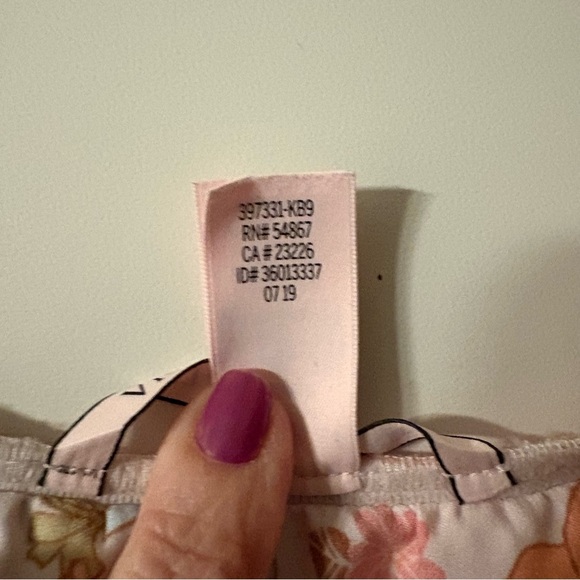 397331-KB9
RN# 54867
CA # 23226
ID# 36013337
07 19